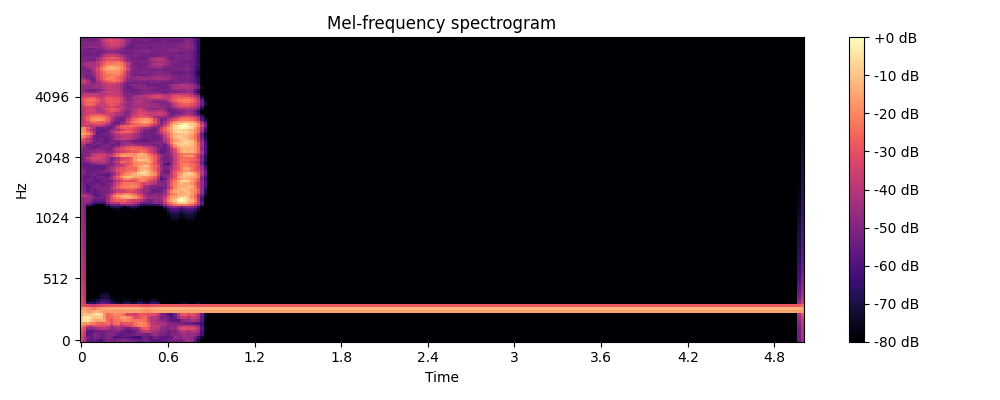 Mel-frequency spectrogram
Hz
4096
2048
1024
512
0
0 0.6 1.2 1.8 2.4 3 3.6 4.2 4.8
Time
+0 dB
-10 dB
-20 dB
-30 dB
-40 dB
-50 dB
-60 dB
-70 dB
-80 dB